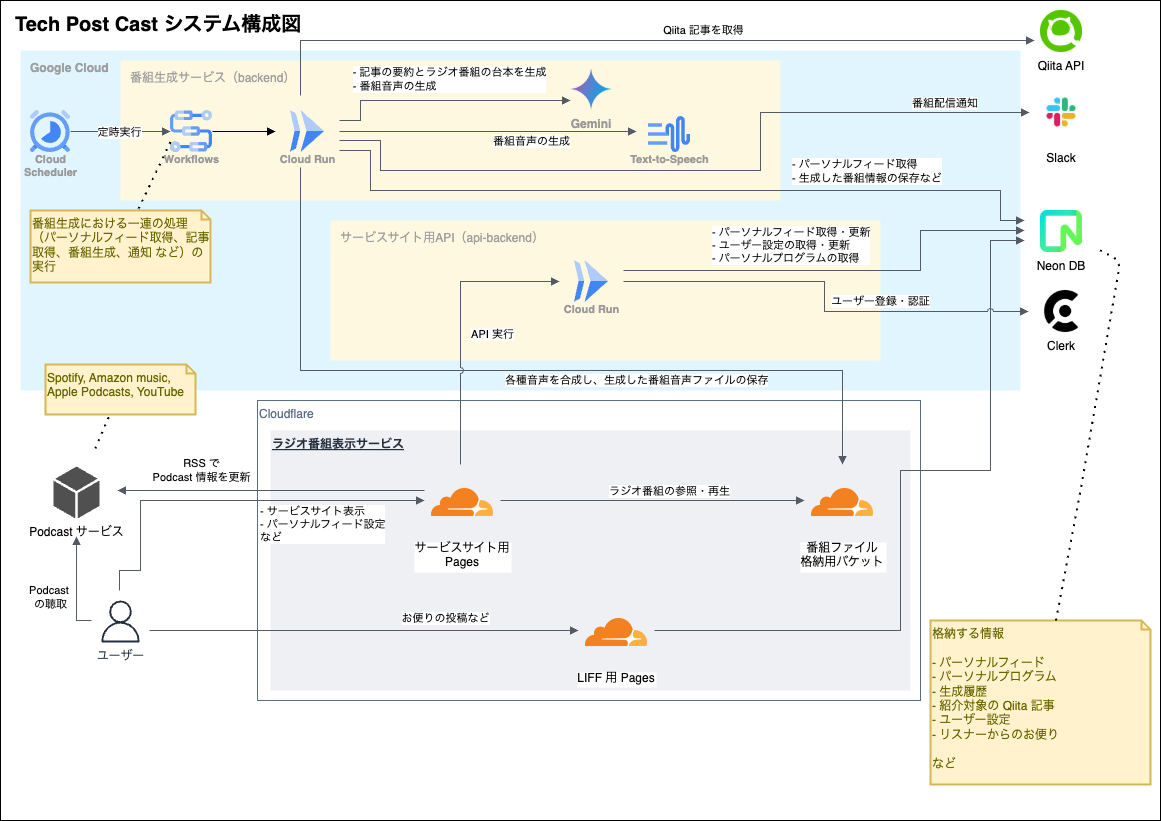 Tech Post Cast システム構成図
Qiita 記事を取得
Qiita API
Google Cloud
番組生成サービス（backend）
- 記事の要約とラジオ番組の台本を生成
- 番組音声の生成
Gemini
番組配信通知
Slack
定時実行
Cloud
Scheduler
Workflows
Cloud Run
番組音声の生成
Text-to-Speech
- パーソナルフィード取得
- 生成した番組情報の保存など
番組生成における一連の処理
（パーソナルフィード取得、記事
取得、番組生成、通知 など）の
実行
サービスサイト用API（api-backend）
- パーソナルフィード取得・更新
- ユーザー設定の取得・更新
- パーソナルプログラムの取得
Neon DB
Cloud Run
ユーザー登録・認証
Clerk
API 実行
各種音声を合成し、生成した番組音声ファイルの保存
Spotify, Amazon music,
Apple Podcasts, YouTube
Cloudflare
ラジオ番組表示サービス
RSS で
Podcast 情報を更新
Podcast サービス
- サービスサイト表示
- パーソナルフィード設定
など
ラジオ番組の参照・再生
サービスサイト用
Pages
番組ファイル
格納用バケット
Podcast
の聴取
ユーザー
お便りの投稿など
LIFF 用 Pages
格納する情報
- パーソナルフィード
- パーソナルプログラム
- 生成履歴
- 紹介対象の Qiita 記事
- ユーザー設定
- リスナーからのお便り
など